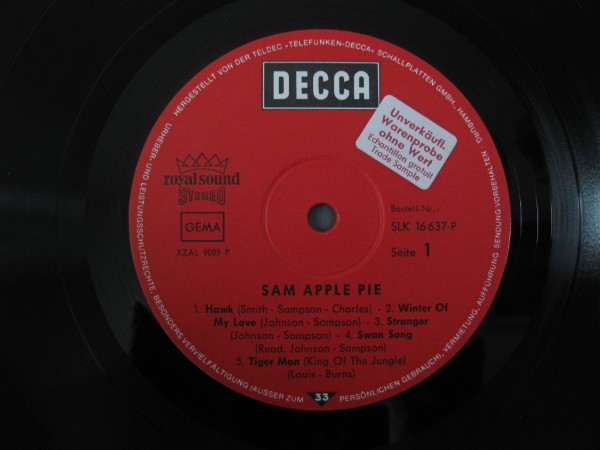 URHEBER- UND LEISTUNGSSCHUTZRECHTE, BESONDERS VERVIELFÄLTIGUNG (AUSSER ZUM PERSÖNLICHEN GEBRAUCH), VERMIETUNG, AUFFÜHRUNG, SENDUNG VORBEHALTEN
HERGESTELLT VON DER TELDEC »TELEFUNKEN-DECCA« SCHALLPLATTEN GMBH., HAMBURG
DECCA
Unverkäufl.
Warenprobe
ohne Wert
Echantillon gratuit
Trade Sample
royal sound
STEREO
GEMA
XZAL 9099 P
Bestell-Nr.:
SLK 16 637-P
Seite 1
SAM APPLE PIE
1. Hawk (Smith - Sampson - Charles) - 2. Winter Of
My Love (Johnson - Sampson) - 3. Stranger
(Johnson - Sampson) - 4. Swan Song
(Read. Johnson - Sampson)
5. Tiger Man (King Of The Jungle)
(Louis - Burns)
33